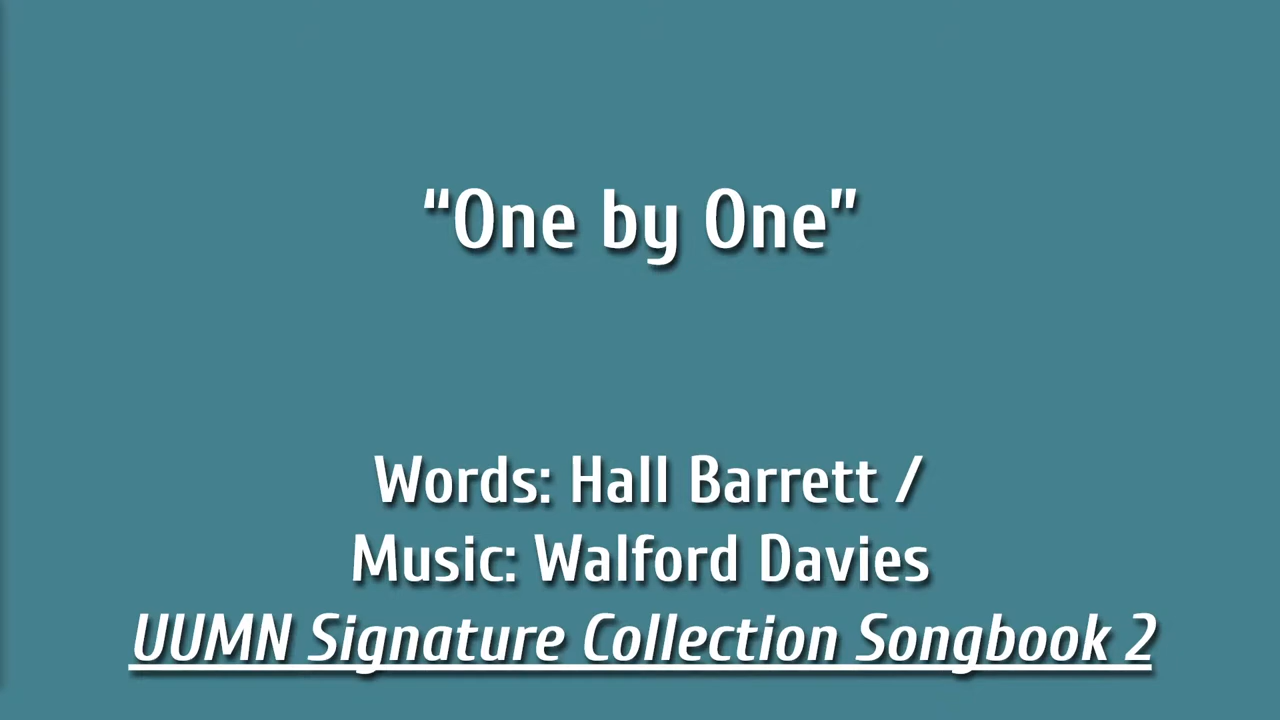 “One by One”
Words: Hall Barrett /
Music: Walford Davies
UUMN Signature Collection Songbook 2